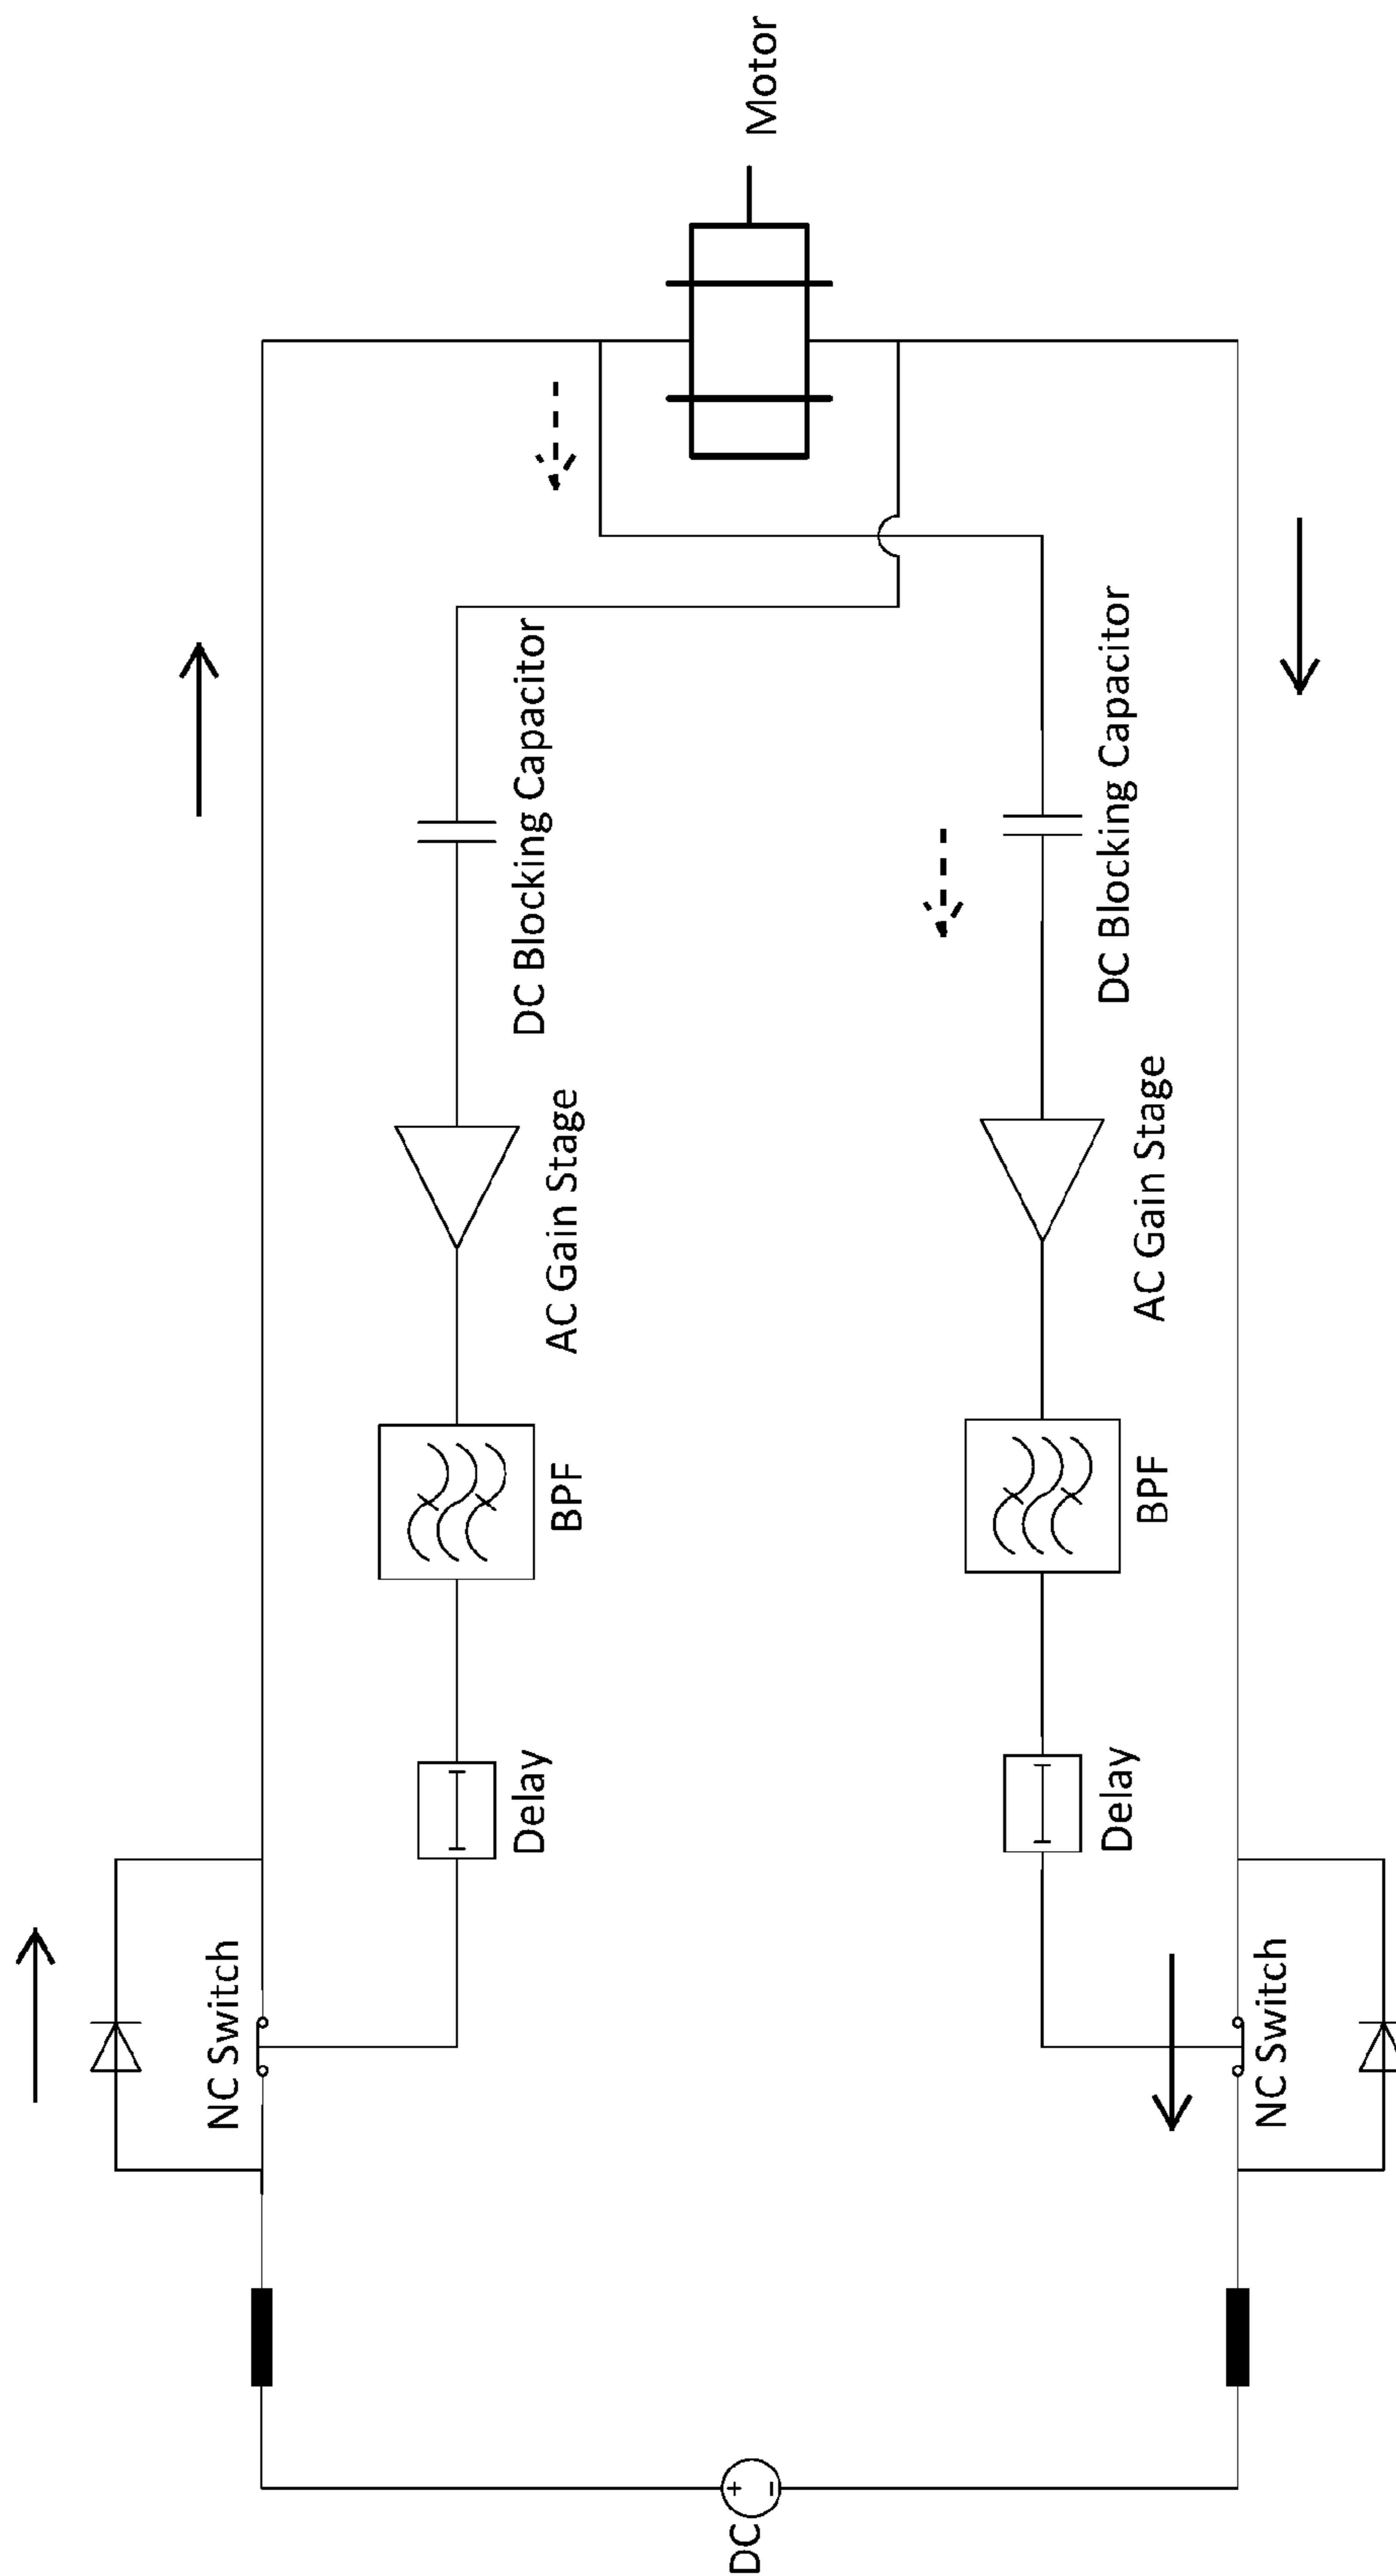 Motor
DC Blocking Capacitor
DC Blocking Capacitor
AC Gain Stage
AC Gain Stage
BPF
BPF
Delay
Delay
NC Switch
NC Switch
+
−
DC